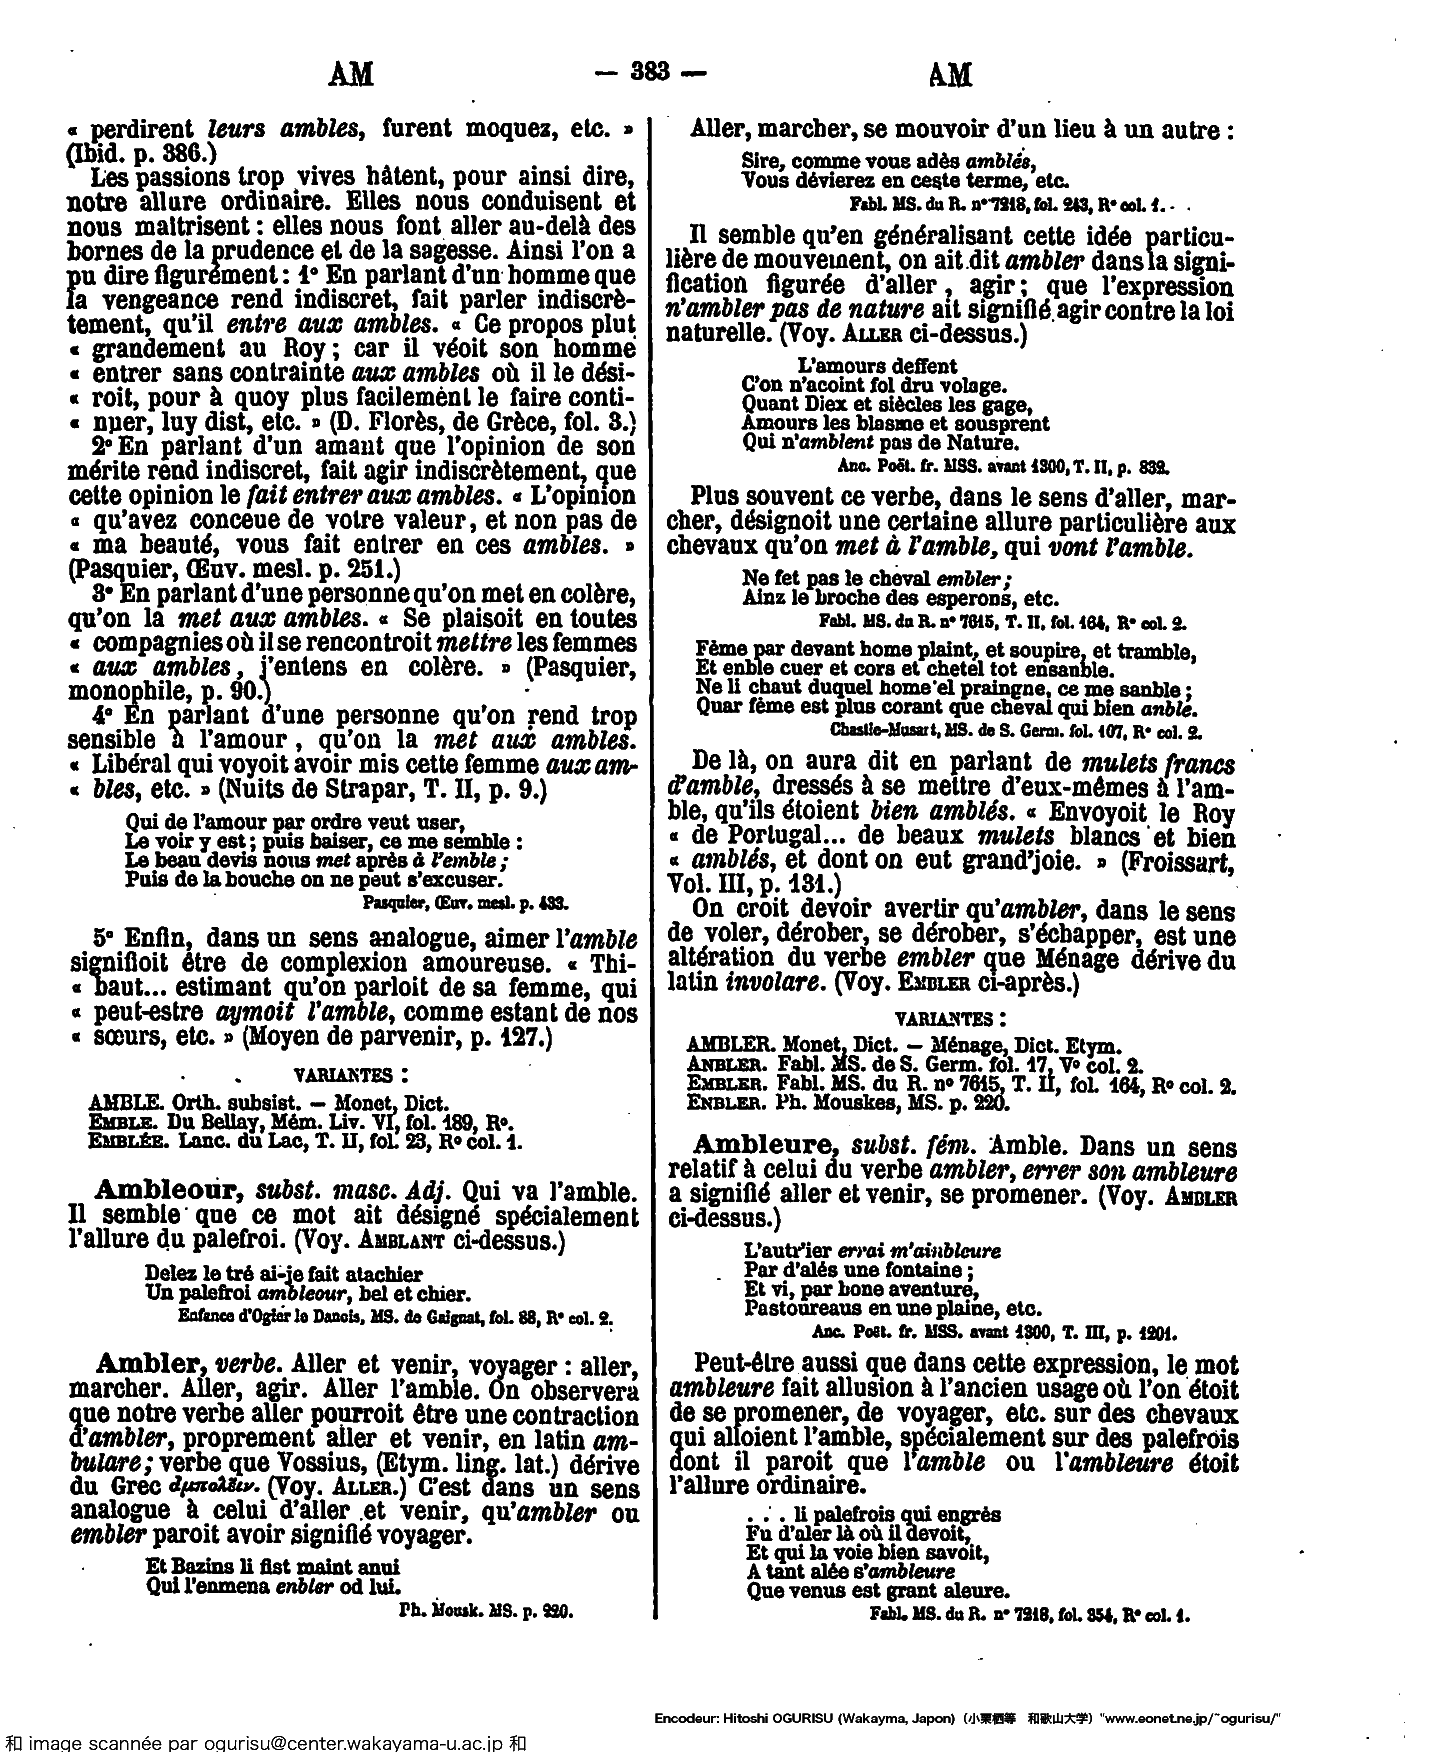 AM
— 383 —
AM
« perdirent leurs ambles, furent moquez, etc. »
(Ibid. p. 386.)
Les passions trop vives hâtent, pour ainsi dire,
notre allure ordinaire. Elles nous conduisent et
nous maîtrisent : elles nous font aller au-delà des
bornes de la prudence et de la sagesse. Ainsi l'on a
pu dire figurément : 1° En parlant d'un homme que
la vengeance rend indiscret, fait parler indiscrè-
tement, qu'il entre aux ambles. « Ce propos plut
« grandement au Roy ; car il véoit son homme
« entrer sans contrainte aux ambles où il le dési-
« roit, pour à quoy plus facilement le faire conti-
« nuer, luy dist, etc. » (D. Florès, de Grèce, fol. 3.)
2° En parlant d'un amant que l'opinion de son
mérite rend indiscret, fait agir indiscrètement, que
cette opinion le fait entrer aux ambles. « L'opinion
« qu'avez conceue de votre valeur, et non pas de
« ma beauté, vous fait entrer en ces ambles. »
(Pasquier, Œuv. mesl. p. 251.)
3° En parlant d'une personne qu'on met en colère,
qu'on la met aux ambles. « Se plaisoit en toutes
« compagnies où il se rencontroit mettre les femmes
« aux ambles, j'entens en colère. » (Pasquier,
monophile, p. 90.)
4° En parlant d'une personne qu'on rend trop
sensible à l'amour, qu'on la met aux ambles.
« Libéral qui voyoit avoir mis cette femme aux am-
« bles, etc. » (Nuits de Strapar, T. II, p. 9.)
Qui de l'amour par ordre veut user,
Le voir y est ; puis baiser, ce me semble :
Le beau devis nous met après à l'emble ;
Puis de la bouche on ne peut s'excuser.
Pasquier, Œuv. mesl. p. 433.
5° Enfin, dans un sens analogue, aimer l'amble
signifioit être de complexion amoureuse. « Thi-
« baut... estimant qu'on parloit de sa femme, qui
« peut-estre aymoit l'amble, comme estant de nos
« sœurs, etc. » (Moyen de parvenir, p. 127.)
VARIANTES :
AMBLE. Orth. subsist. — Monet, Dict.
EMBLE. Du Bellay, Mém. Liv. VI, fol. 189, R°.
EMBLÉE. Lanc. du Lac, T. II, fol. 23, R° col. 1.
Ambleour, subst. masc. Adj. Qui va l'amble.
Il semble que ce mot ait désigné spécialement
l'allure du palefroi. (Voy. AMBLANT ci-dessus.)
Delez le tré ai-je fait atachier
Un palefroi ambleour, bel et chier.
Enfance d'Ogier le Danois, MS. de Gaignat, fol. 88, R° col. 2.
Ambler, verbe. Aller et venir, voyager : aller,
marcher. Aller, agir. Aller l'amble. On observera
que notre verbe aller pourroit être une contraction
d'ambler, proprement aller et venir, en latin am-
bulare ; verbe que Vossius, (Etym. ling. lat.) dérive
du Grec (Voy. ALLER.) C'est dans un sens
analogue à celui d'aller et venir, qu'ambler ou
embler paroit avoir signifié voyager.
Et Bazins li fist maint anui
Qui l'enmena enbler od lui.
Ph. Mousk. MS. p. 220.
Aller, marcher, se mouvoir d'un lieu à un autre :
Sire, comme vous adès amblés,
Vous dévierez en ceste terme, etc.
Fabl. MS. du R. n° 7218, fol. 243, R° col. 1.
Il semble qu'en généralisant cette idée particu-
lière de mouvement, on ait dit ambler dans la signi-
fication figurée d'aller, agir ; que l'expression
n'ambler pas de nature ait signifié agir contre la loi
naturelle. (Voy. ALLER ci-dessus.)
L'amours deffent
C'on n'acoint fol dru volage.
Quant Diex et siècles les gage,
Amours les blasme et sousprent
Qui n'amblent pas de Nature.
Anc. Poët. fr. MSS. avant 1300, T. II, p. 832.
Plus souvent ce verbe, dans le sens d'aller, mar-
cher, désignoit une certaine allure particulière aux
chevaux qu'on met à l'amble, qui vont l'amble.
Ne fet pas le cheval embler ;
Ainz le broche des esperons, etc.
Fabl. MS. du R. n° 7615, T. II, fol. 164, R° col. 2.
Fême par devant home plaint, et soupire, et tramble,
Et enble cuer et cors et chetel tot ensanble.
Ne li chaut duquel home el praingne, ce me sanble ;
Quar fême est plus corant que cheval qui bien anble.
Chastie-Musart, MS. de S. Germ. fol. 107, R° col. 2.
De là, on aura dit en parlant de mulets francs
d'amble, dressés à se mettre d'eux-mêmes à l'am-
ble, qu'ils étoient bien amblés. « Envoyoit le Roy
« de Portugal... de beaux mulets blancs et bien
« amblés, et dont on eut grand'joie. » (Froissart,
Vol. III, p. 131.)
On croit devoir avertir qu'ambler, dans le sens
de voler, dérober, se dérober, s'échapper, est une
altération du verbe embler que Ménage dérive du
latin involare. (Voy. EMBLER ci-après.)
VARIANTES :
AMBLER. Monet, Dict. — Ménage, Dict. Etym.
ANBLER. Fabl. MS. de S. Germ. fol. 17, V° col. 2.
EMBLER. Fabl. MS. du R. n° 7615, T. II, fol. 164, R° col. 2.
ENBLER. Ph. Mouskes, MS. p. 220.
Ambleure, subst. fém. Amble. Dans un sens
relatif à celui du verbe ambler, errer son ambleure
a signifié aller et venir, se promener. (Voy. AMBLER
ci-dessus.)
L'autr'ier errai m'ambleure
Par d'alés une fontaine ;
Et vi, par bone aventure,
Pastoureaus en une plaine, etc.
Anc. Poët. fr. MSS. avant 1300, T. III, p. 1201.
Peut-être aussi que dans cette expression, le mot
ambleure fait allusion à l'ancien usage où l'on étoit
de se promener, de voyager, etc. sur des chevaux
qui alloient l'amble, spécialement sur des palefrois
dont il paroit que l'amble ou l'ambleure étoit
l'allure ordinaire.
. . . li palefrois qui engrès
Fu d'aler là où il devoit,
Et qui la voie bien savoit,
A tant alée s'ambleure
Que venus est grant aleure.
Fabl. MS. du R. n° 7218, fol. 354, R° col. 1.
Encodeur: Hitoshi OGURISU (Wakayma, Japon) (小栗栖等 和歌山大学) "www.eonet.ne.jp/~ogurisu/"
和 image scannée par ogurisu@center.wakayama-u.ac.jp 和